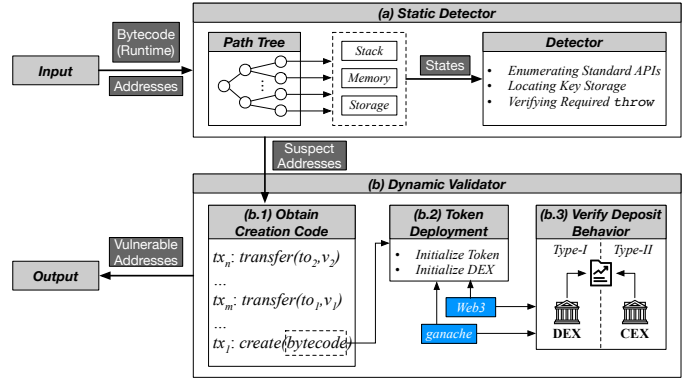 (a) Static Detector
Bytecode
(Runtime)
Input
Addresses
Path Tree
Stack
Memory
Storage
...
States
Detector
• Enumerating Standard APIs
• Locating Key Storage
• Verifying Required throw
Suspect
Addresses
(b) Dynamic Validator
(b.1) Obtain
Creation Code
txn: transfer(to2,v2)
...
txm: transfer(to1,v1)
...
tx1: create(bytecode)
(b.2) Token
Deployment
• Initialize Token
• Initialize DEX
Web3
ganache
(b.3) Verify Deposit
Behavior
Type-I
Type-II
DEX
CEX
Vulnerable
Addresses
Output